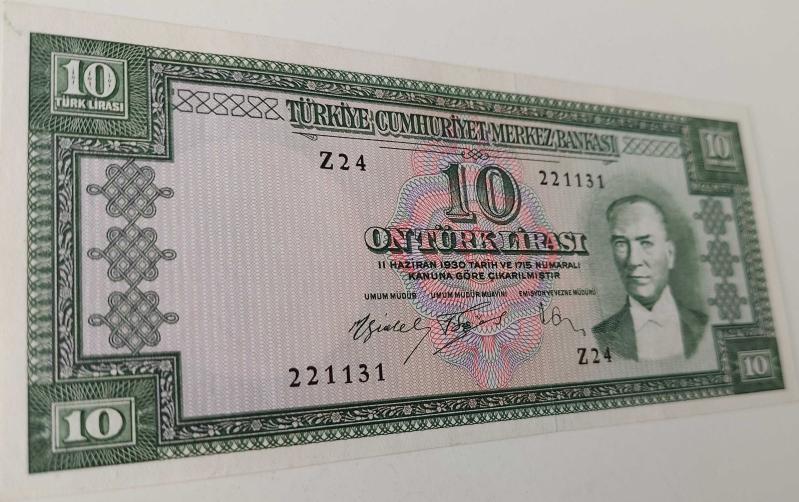 10
TÜRK LİRASI
TÜRKİYE CUMHURİYET MERKEZ BANKASI
10
Z24
221131
10
ON TÜRK LİRASI
11 HAZİRAN 1930 TARİH VE 1715 NUMARALI
KANUNA GÖRE ÇIKARILMIŞTIR
UMUM MÜDÜR UMUM MÜDÜR MUAVİNİ EMİSYON VE VEZNE MÜDÜRÜ
221131
Z24
10
10